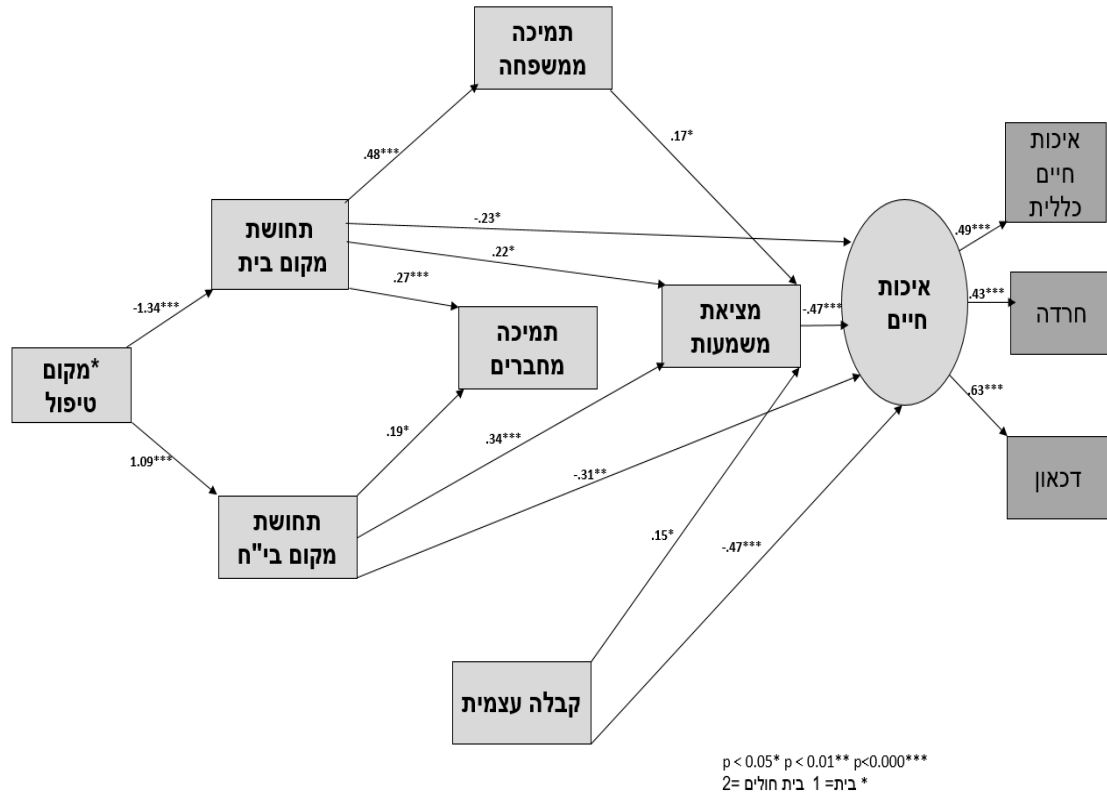 תמיכה
ממשפחה
איכות
חיים
כללית
.17*
.48***
תחושת
מקום בית
-.23*
.49***
.22*
.27***
חרדה
.43***
איכות
חיים
מציאת
משמעות
-.47***
-1.34***
תמיכה
מחברים
*מקום
טיפול
.63***
.19*
.34***
1.09***
דכאון
-.31**
תחושת
מקום בי"ח
.15*
-.47***
קבלה עצמית
p < 0.05* p < 0.01** p<0.000***
* בית= 1 בית חולים =2